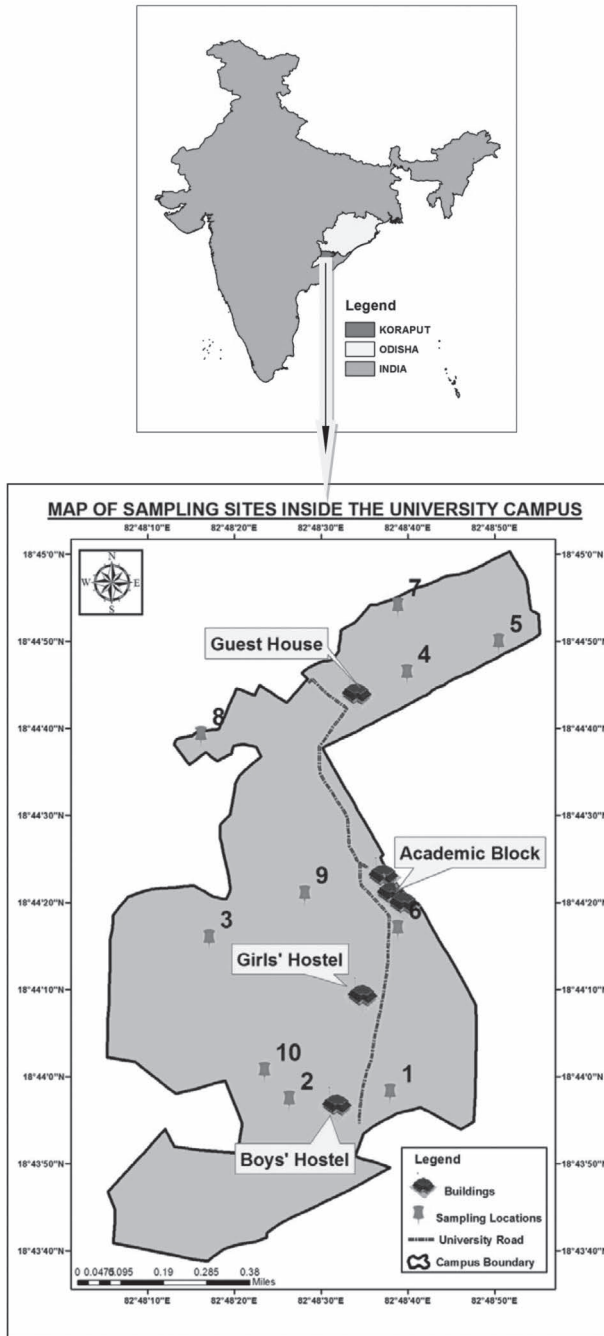 Legend
KORAPUT
ODISHA
INDIA
MAP OF SAMPLING SITES INSIDE THE UNIVERSITY CAMPUS
82°48'10"E 82°48'20"E 82°48'30"E 82°48'40"E 82°48'50"E
18°45'0"N 18°45'0"N
N
W E
S
7
5
18°44'50"N 18°44'50"N
Guest House
4
8
18°44'40"N 18°44'40"N
18°44'30"N 18°44'30"N
Academic Block
9
18°44'20"N 18°44'20"N
3
6
Girls' Hostel
18°44'10"N 18°44'10"N
10
18°44'0"N 18°44'0"N
2
1
Boys' Hostel
18°43'50"N 18°43'50"N
Legend
Buildings
Sampling Locations
University Road
Campus Boundary
18°43'40"N 18°43'40"N
0 0.0475 0.095 0.19 0.285 0.38
Miles
82°48'10"E 82°48'20"E 82°48'30"E 82°48'40"E 82°48'50"E